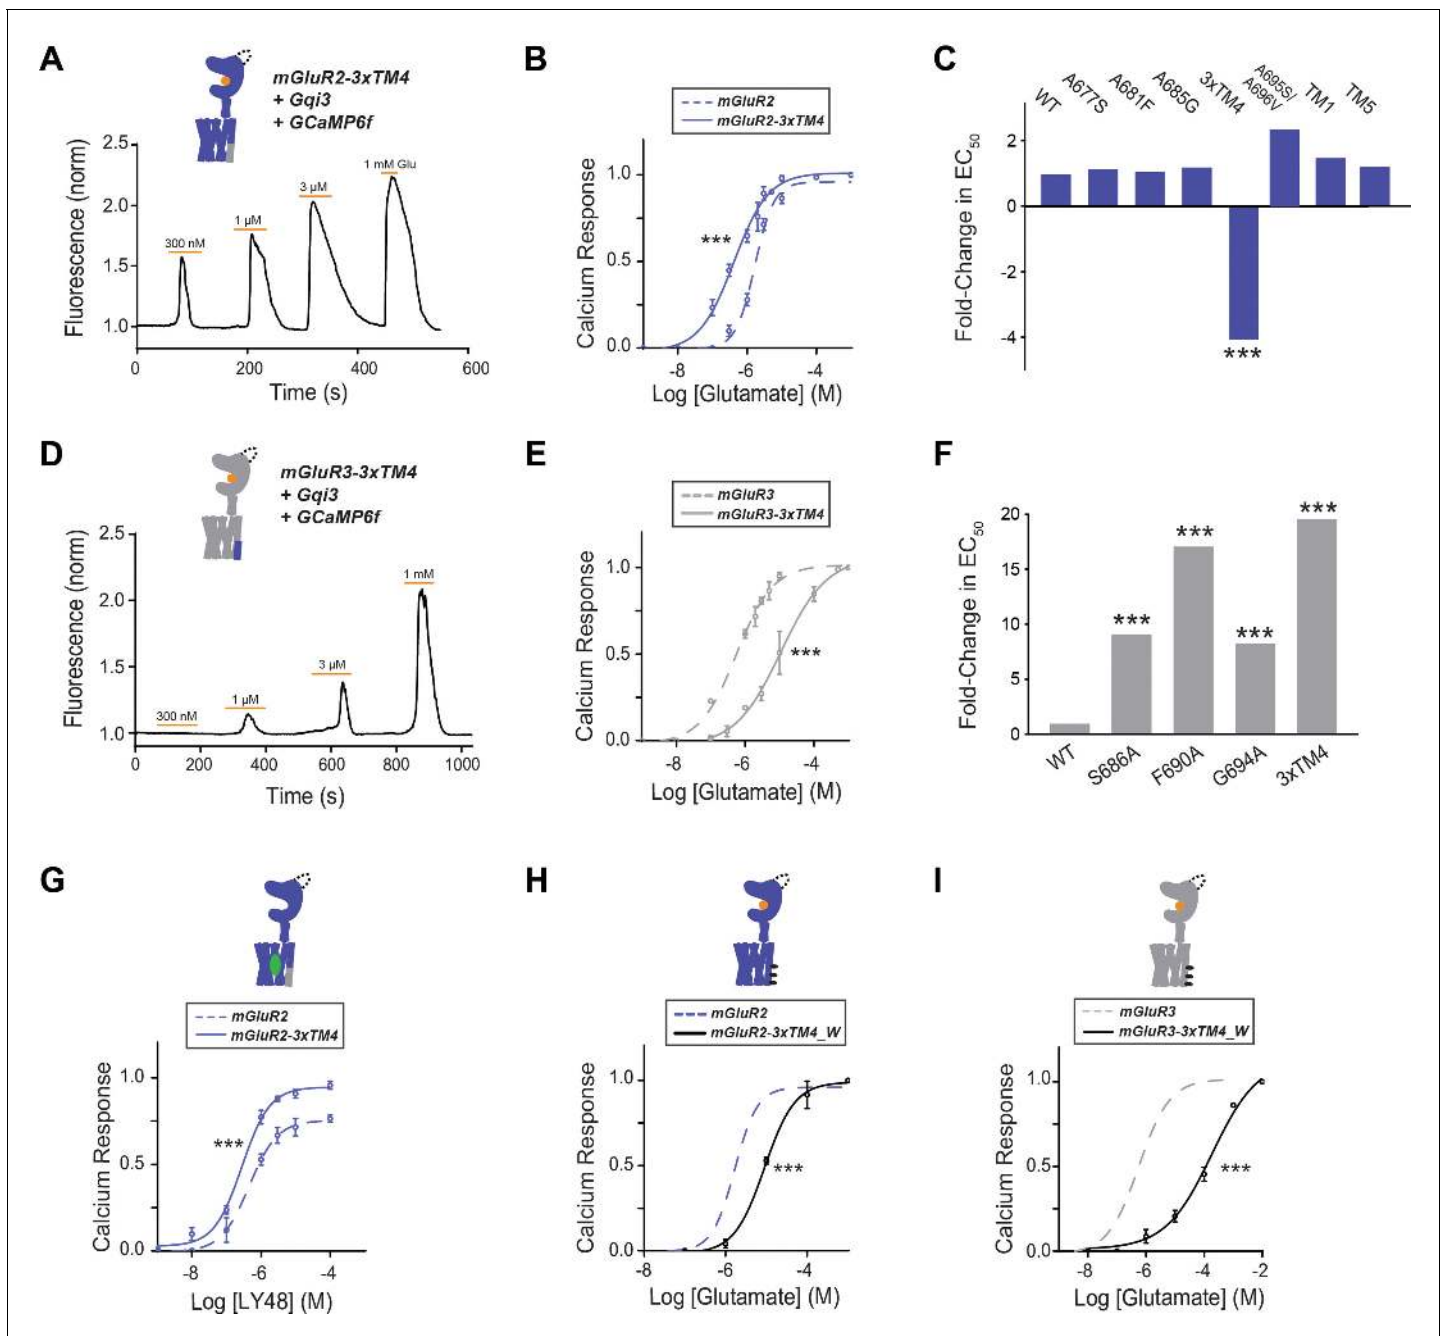 A
mGluR2-3xTM4
+ Gqi3
+ GCaMP6f
Fluorescence (norm)
2.5
2.0
1.5
1.0
300 nM
1 µM
3 µM
1 mM Glu
0
200
400
600
Time (s)
B
mGluR2
mGluR2-3xTM4
Calcium Response
1.0
0.5
0.0
***
-8
-6
-4
Log [Glutamate] (M)
C
WT
A677S
A681F
A685G
3xTM4
A695S/
A696V
TM1
TM5
Fold-Change in EC50
2
0
-2
-4
***
D
mGluR3-3xTM4
+ Gqi3
+ GCaMP6f
Fluorescence (norm)
2.5
2.0
1.5
1.0
300 nM
1 µM
3 µM
1 mM
0
200
400
600
800
1000
Time (s)
E
mGluR3
mGluR3-3xTM4
Calcium Response
1.0
0.5
0.0
***
-8
-6
-4
Log [Glutamate] (M)
F
Fold-Change in EC50
20
15
10
5
0
***
***
***
***
WT
S686A
F690A
G694A
3xTM4
G
mGluR2
mGluR2-3xTM4
Calcium Response
1.0
0.5
0.0
***
-8
-6
-4
Log [LY48] (M)
H
mGluR2
mGluR2-3xTM4_W
Calcium Response
1.0
0.5
0.0
***
-8
-6
-4
Log [Glutamate] (M)
I
mGluR3
mGluR3-3xTM4_W
Calcium Response
1.0
0.5
0.0
***
-8
-6
-4
-2
Log [Glutamate] (M)